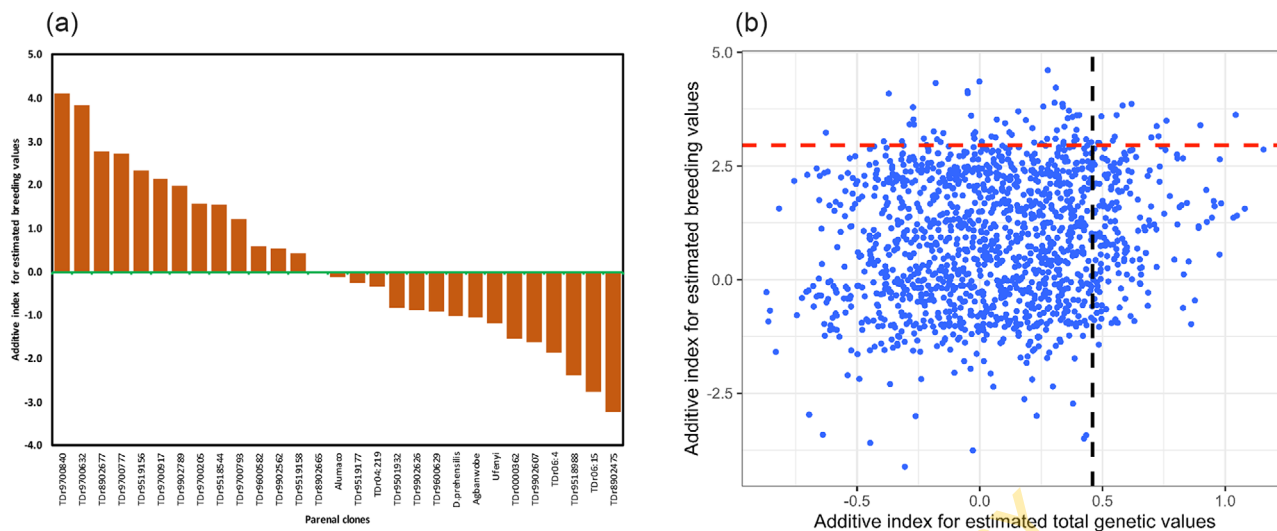 (a)
5.0
4.0
3.0
2.0
1.0
0.0
-1.0
-2.0
-3.0
-4.0
Additive index for estimated breeding values
TDr9700840
TDr9700632
TDr8902677
TDr9700777
TDr9519156
TDr9700917
TDr9902789
TDr9700205
TDr9518544
TDr9700793
TDr9600582
TDr9902562
TDr9519158
TDr8902665
Alumaco
TDr9519177
TDr04:219
TDr9501932
TDr9902626
TDr9600629
D.prehensilis
Agbanwobe
Ufenyi
TDr0000362
TDr9902607
TDr06:4
TDr9518988
TDr06:15
TDr8902475
Parenal clones
(b)
5.0
2.5
0.0
-2.5
Additive index for estimated breeding values
-0.5
0.0
0.5
1.0
Additive index for estimated total genetic values